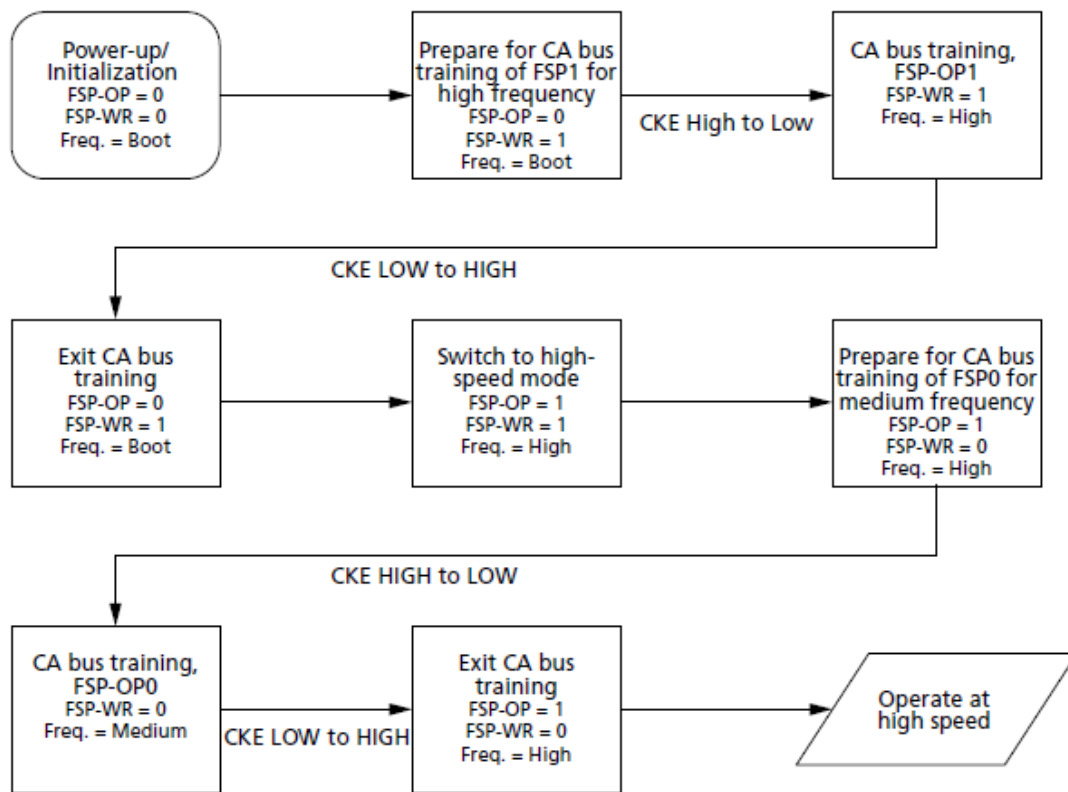 Power-up/
Initialization
FSP-OP = 0
FSP-WR = 0
Freq. = Boot
Prepare for CA bus
training of FSP1 for
high frequency
FSP-OP = 0
FSP-WR = 1
Freq. = Boot
CKE High to Low
CA bus training,
FSP-OP1
FSP-WR = 1
Freq. = High
CKE LOW to HIGH
Exit CA bus
training
FSP-OP = 0
FSP-WR = 1
Freq. = Boot
Switch to high-
speed mode
FSP-OP = 1
FSP-WR = 1
Freq. = High
Prepare for CA bus
training of FSP0 for
medium frequency
FSP-OP = 1
FSP-WR = 0
Freq. = High
CKE HIGH to LOW
CA bus training,
FSP-OP0
FSP-WR = 0
Freq. = Medium
CKE LOW to HIGH
Exit CA bus
training
FSP-OP = 1
FSP-WR = 0
Freq. = High
Operate at
high speed